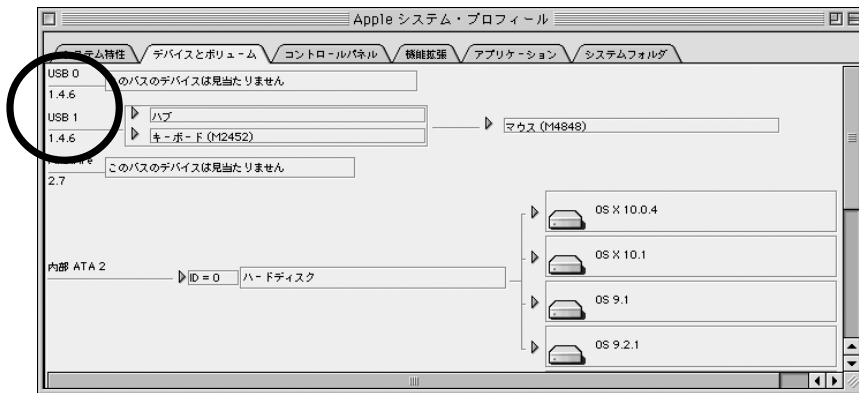 Apple システム・プロフィール
システム特性 デバイスとボリューム コントロールパネル 機能拡張 アプリケーション システムフォルダ
USB 0
1.4.6
このバスのデバイスは見当たりません
USB 1
1.4.6
ハブ
キーボード (M2452)
マウス (M4848)
2.7
このバスのデバイスは見当たりません
内部 ATA 2
ID = 0
ハードディスク
OS X 10.0.4
OS X 10.1
OS 9.1
OS 9.2.1